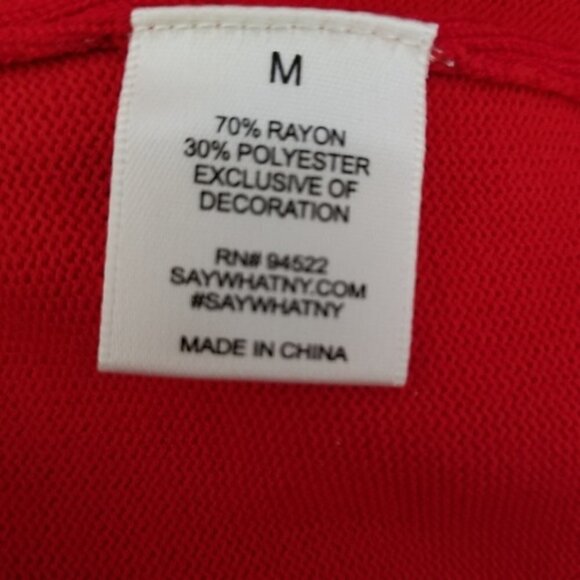 M
70% RAYON
30% POLYESTER
EXCLUSIVE OF
DECORATION
RN# 94522
SAYWHATNY.COM
#SAYWHATNY
MADE IN CHINA